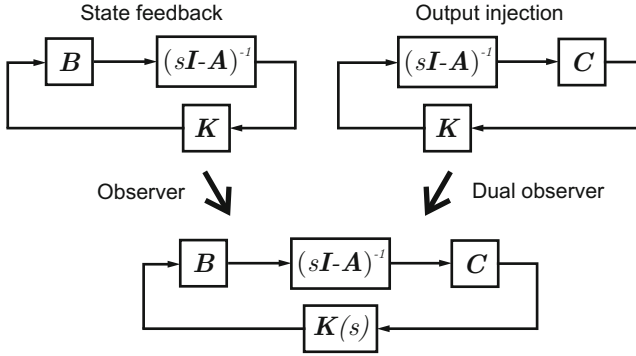 State feedback
Output injection
B
(sI-A)⁻¹
(sI-A)⁻¹
C
K
K
Observer
Dual observer
B
(sI-A)⁻¹
C
K(s)